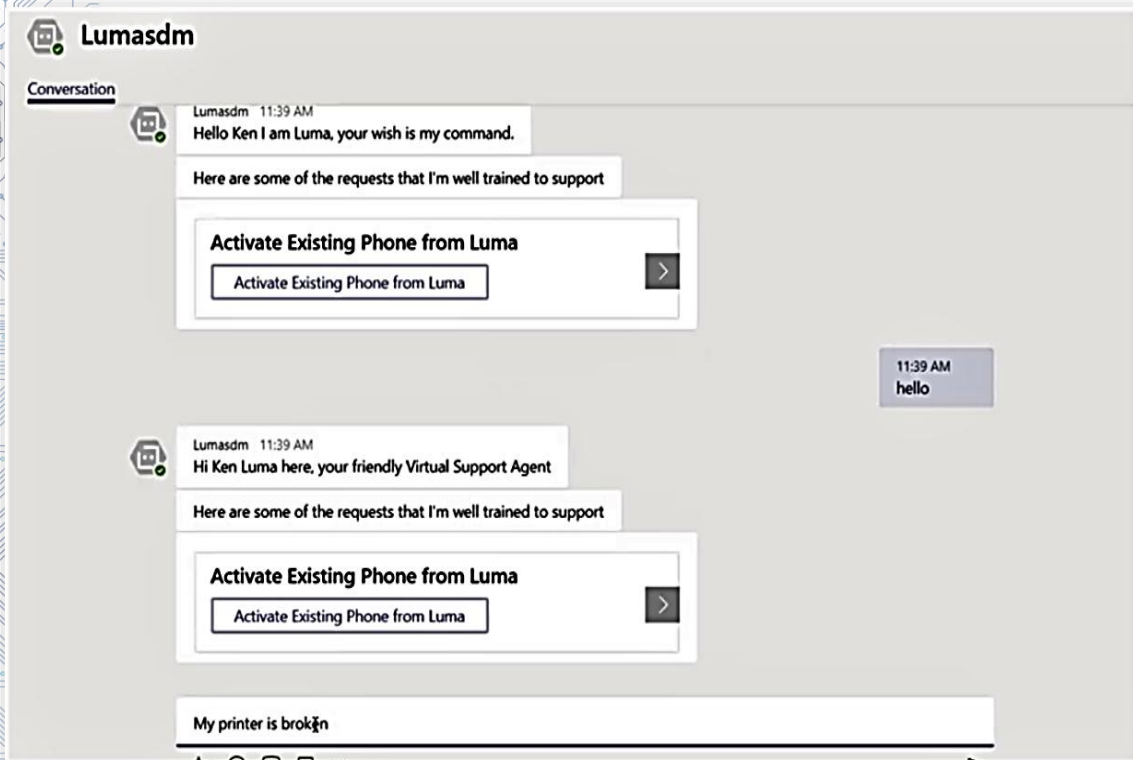 Lumasdm
Conversation
Lumasdm 11:39 AM
Hello Ken I am Luma, your wish is my command.
Here are some of the requests that I'm well trained to support
Activate Existing Phone from Luma
Activate Existing Phone from Luma
11:39 AM
hello
Lumasdm 11:39 AM
Hi Ken Luma here, your friendly Virtual Support Agent
Here are some of the requests that I'm well trained to support
Activate Existing Phone from Luma
Activate Existing Phone from Luma
My printer is broken